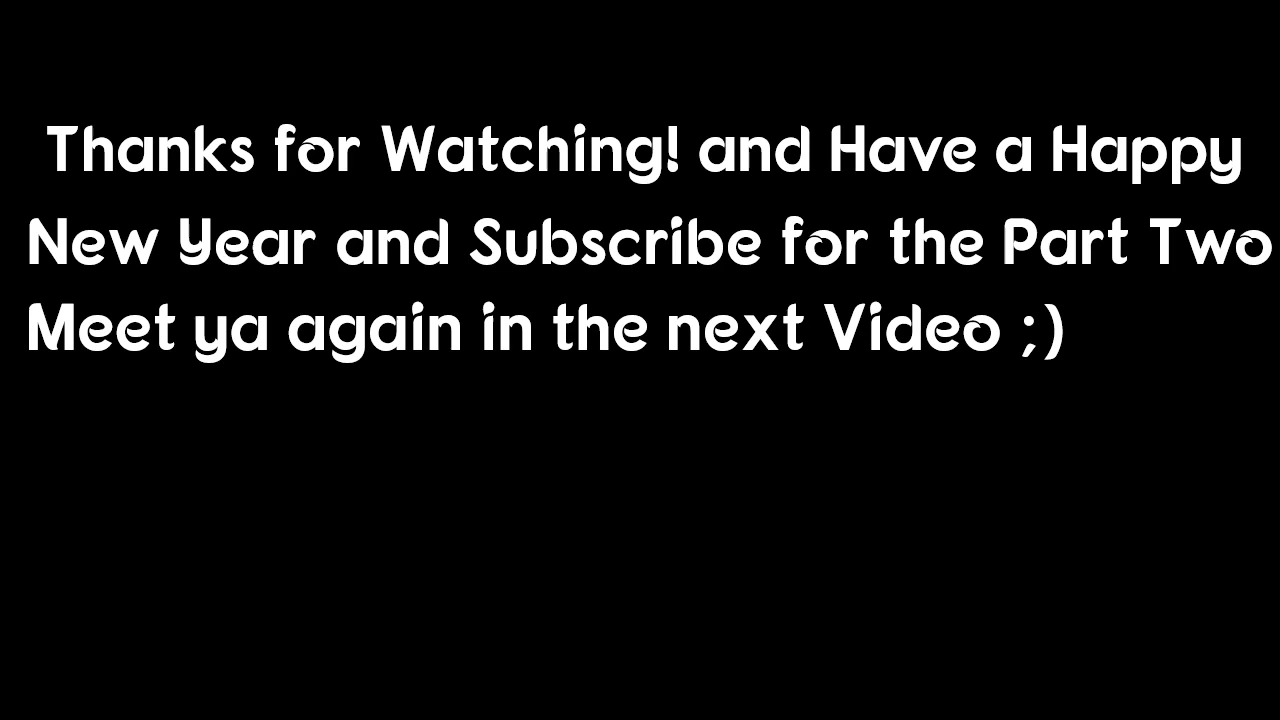 Thanks for Watching! and Have a Happy
New Year and Subscribe for the Part Two
Meet ya again in the next Video ;)